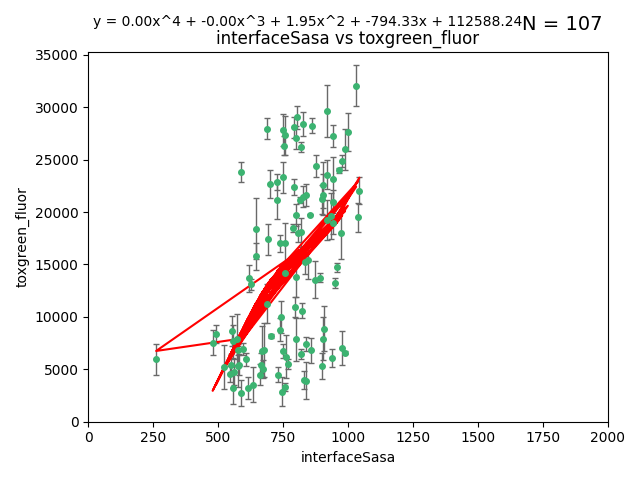 y = 0.00x^4 + -0.00x^3 + 1.95x^2 + -794.33x + 112588.24
N = 107
interfaceSasa vs toxgreen_fluor
35000
30000
25000
20000
15000
10000
5000
0
toxgreen_fluor
0 250 500 750 1000 1250 1500 1750 2000
interfaceSasa